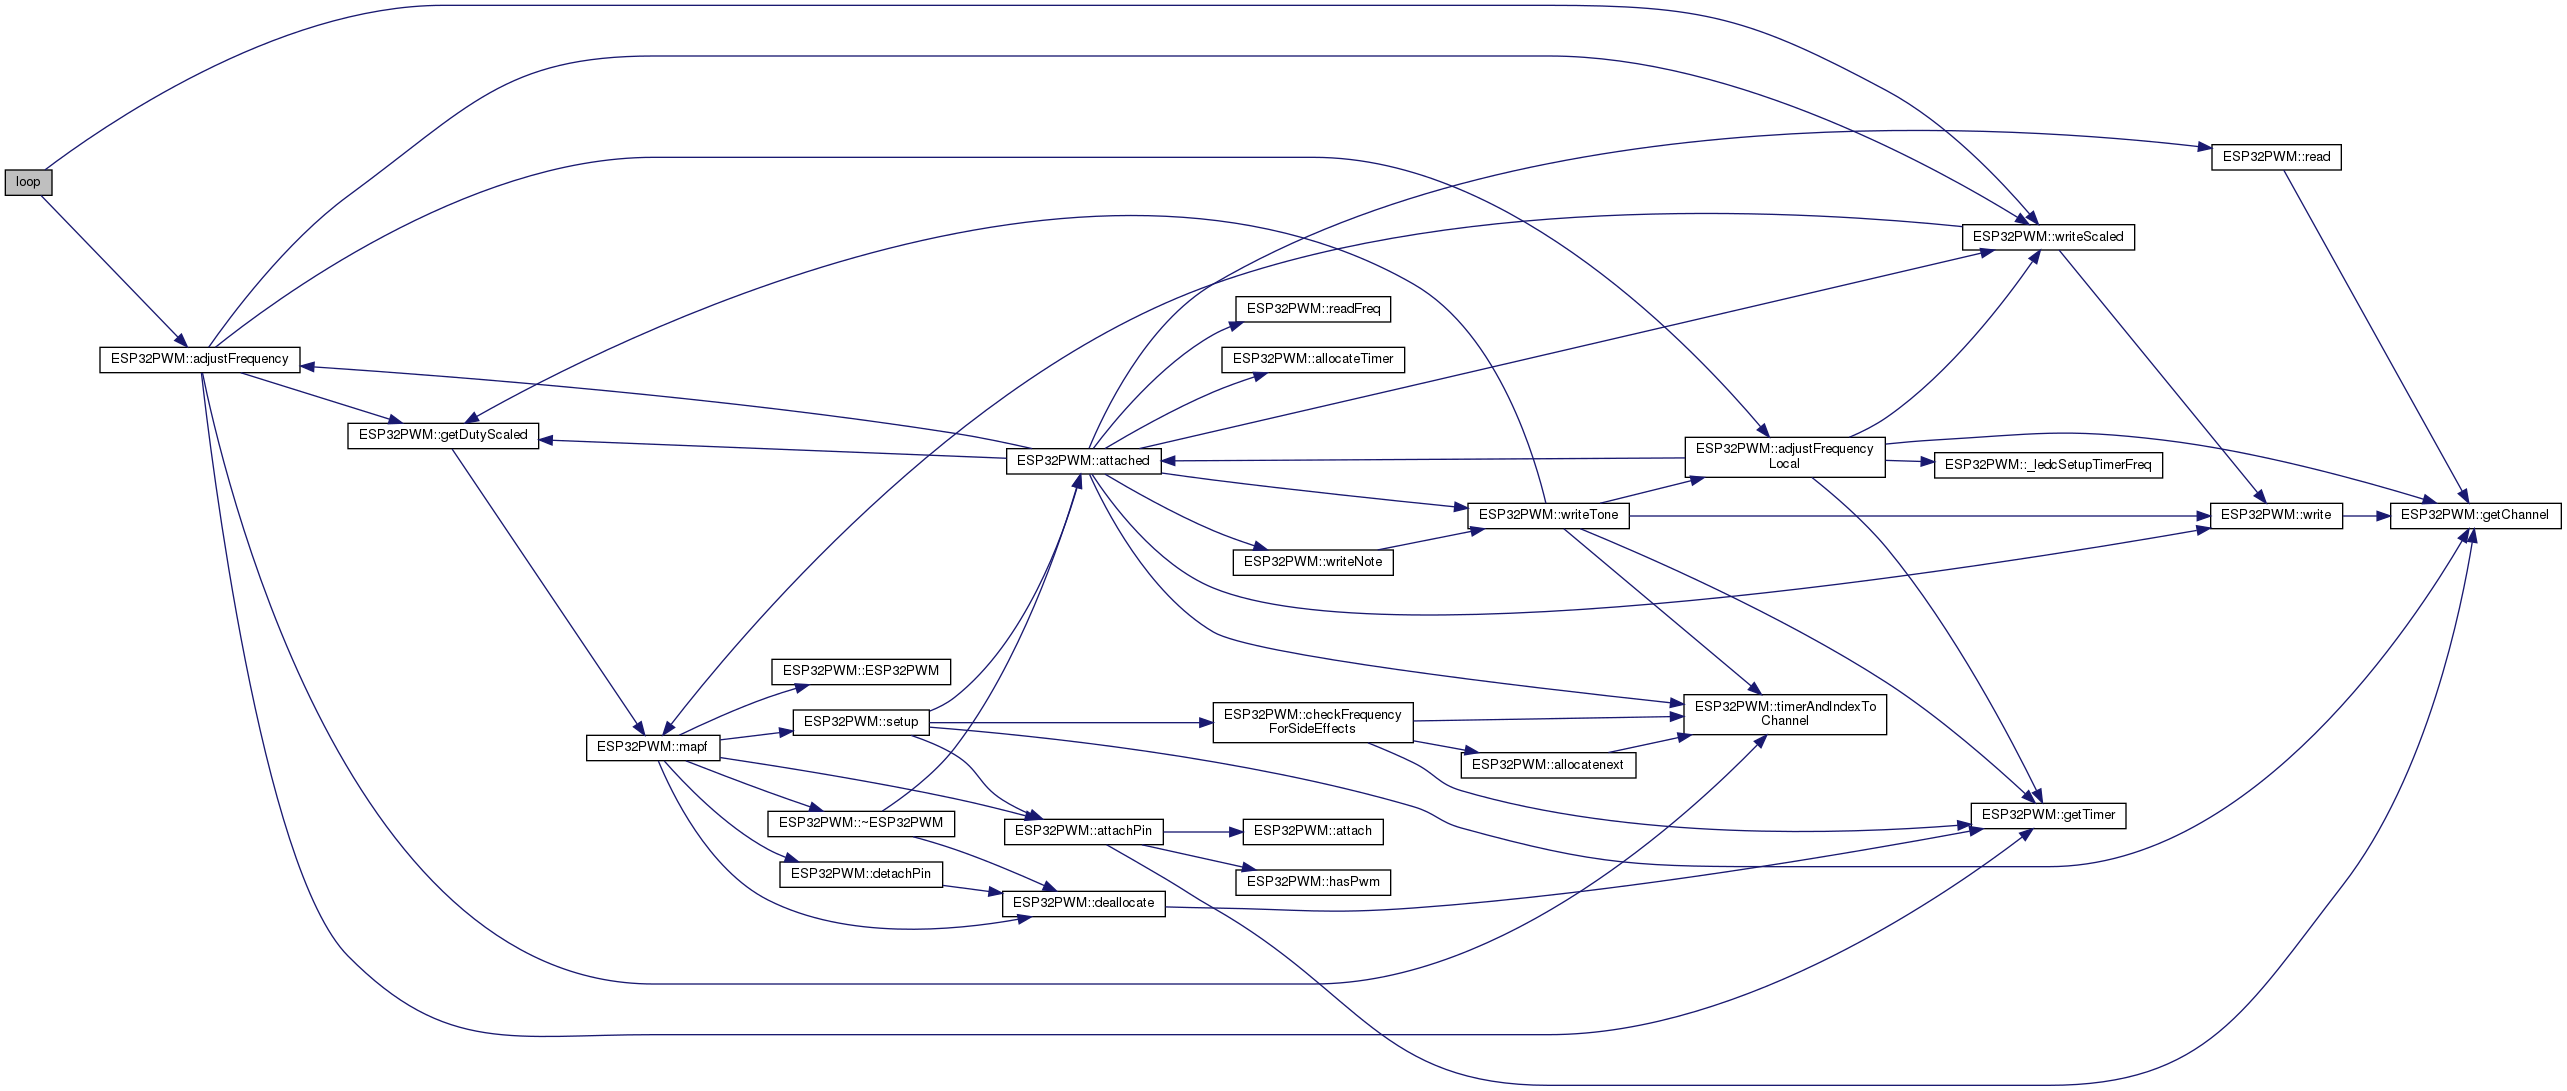 loop
ESP32PWM::adjustFrequency
ESP32PWM::getDutyScaled
ESP32PWM::mapf
ESP32PWM::ESP32PWM
ESP32PWM::setup
ESP32PWM::~ESP32PWM
ESP32PWM::detachPin
ESP32PWM::attached
ESP32PWM::attachPin
ESP32PWM::deallocate
ESP32PWM::readFreq
ESP32PWM::allocateTimer
ESP32PWM::writeNote
ESP32PWM::checkFrequency
ForSideEffects
ESP32PWM::attach
ESP32PWM::hasPwm
ESP32PWM::writeTone
ESP32PWM::allocatenext
ESP32PWM::adjustFrequency
Local
ESP32PWM::timerAndIndexTo
Channel
ESP32PWM::writeScaled
ESP32PWM::_ledcSetupTimerFreq
ESP32PWM::getTimer
ESP32PWM::read
ESP32PWM::write
ESP32PWM::getChannel